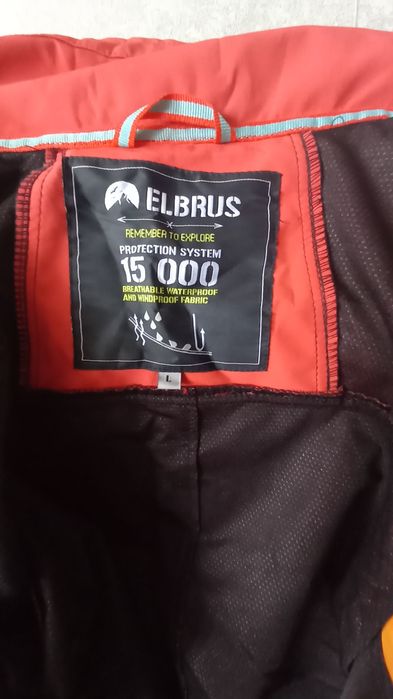 ELBRUS
REMEMBER TO EXPLORE
PROTECTION SYSTEM
15 000
BREATHABLE WATERPROOF
AND WINDPROOF FABRIC
L